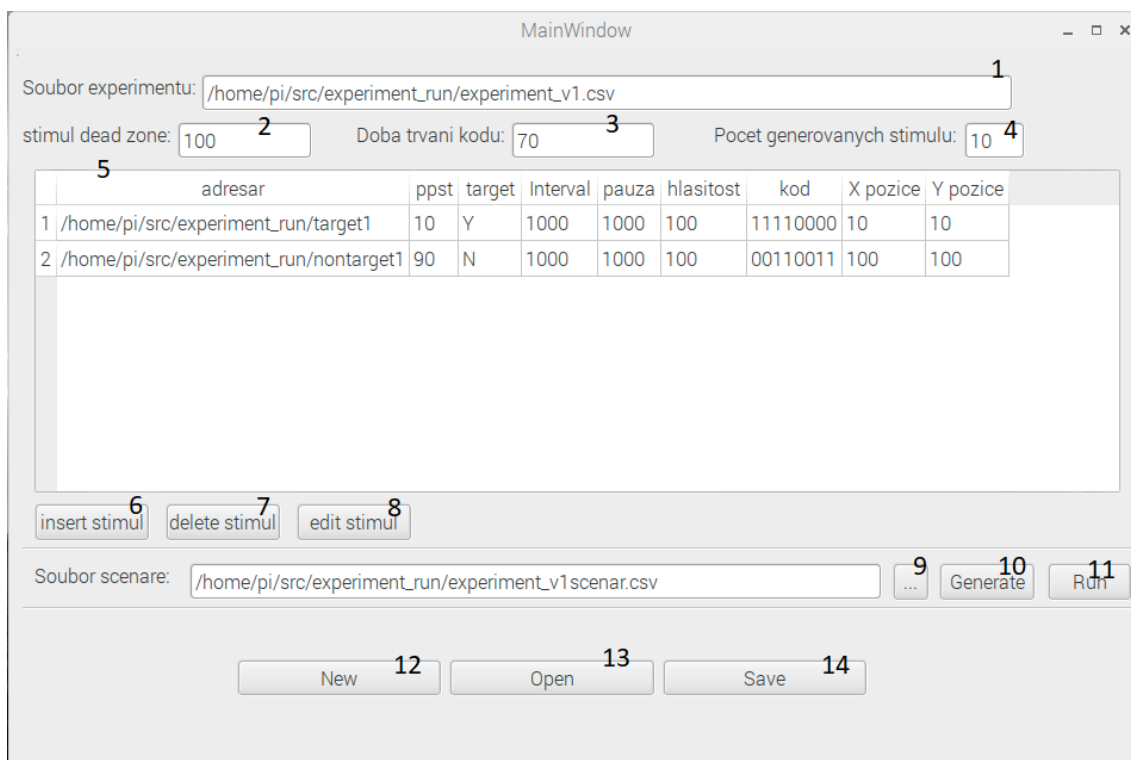 MainWindow
Soubor experimentu: /home/pi/src/experiment_run/experiment_v1.csv 1
stimul dead zone: 100 2 Doba trvani kodu: 70 3 Pocet generovanych stimulu: 10 4
5
adresar ppst target Interval pauza hlasitost kod X pozice Y pozice
1 /home/pi/src/experiment_run/target1 10 Y 1000 1000 100 11110000 10 10
2 /home/pi/src/experiment_run/nontarget1 90 N 1000 1000 100 00110011 100 100
insert stimul 6 delete stimul 7 edit stimul 8
Soubor scenare: /home/pi/src/experiment_run/experiment_v1scenar.csv ... 9 Generate 10 Run 11
New 12 Open 13 Save 14